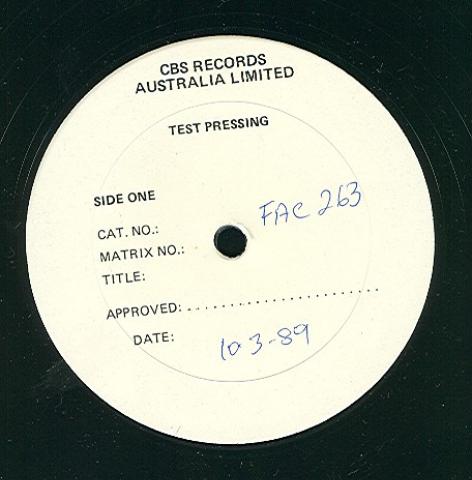 CBS RECORDS
AUSTRALIA LIMITED
TEST PRESSING
SIDE ONE
FAC 263
CAT. NO.:
MATRIX NO.:
TITLE:
APPROVED: ..............................
DATE: 10 3-89